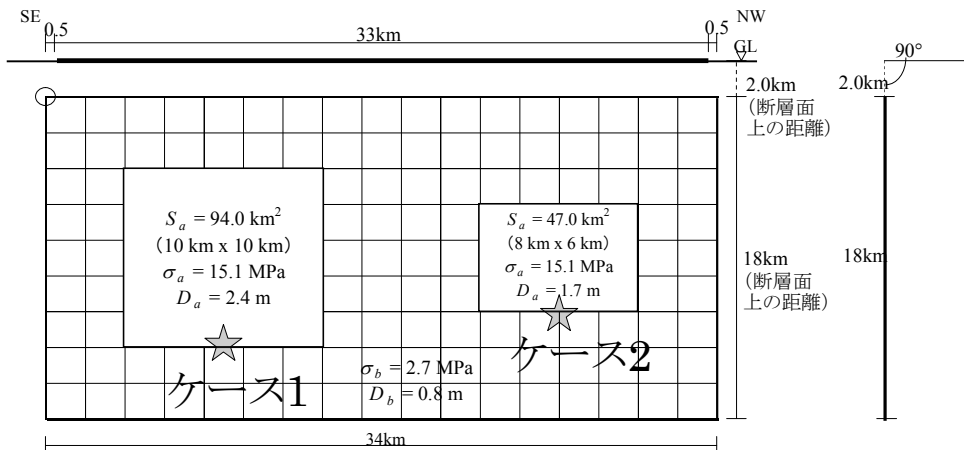 SE
NW
0.5
33km
0.5
GL
90°
2.0km
(断層面
上の距離)
2.0km
S_a = 94.0 km²
(10 km x 10 km)
σ_a = 15.1 MPa
D_a = 2.4 m
S_a = 47.0 km²
(8 km x 6 km)
σ_a = 15.1 MPa
D_a = 1.7 m
18km
(断層面
上の距離)
18km
ケース1
ケース2
σ_b = 2.7 MPa
D_b = 0.8 m
34km